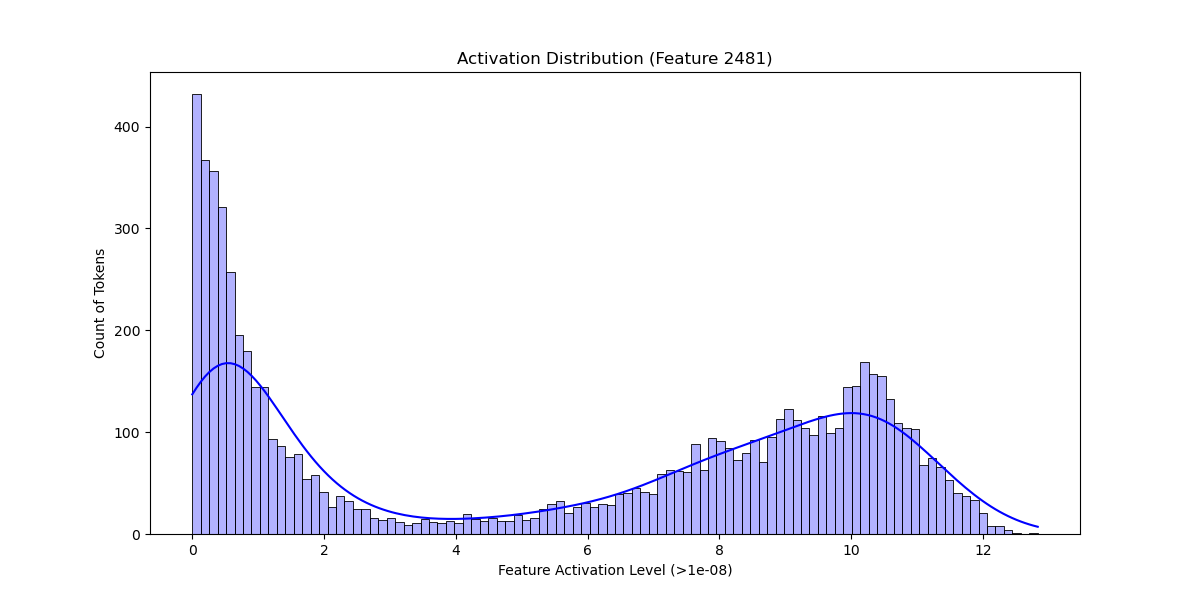 Activation Distribution (Feature 2481)
400
300
200
100
0
Count of Tokens
0 2 4 6 8 10 12
Feature Activation Level (>1e-08)